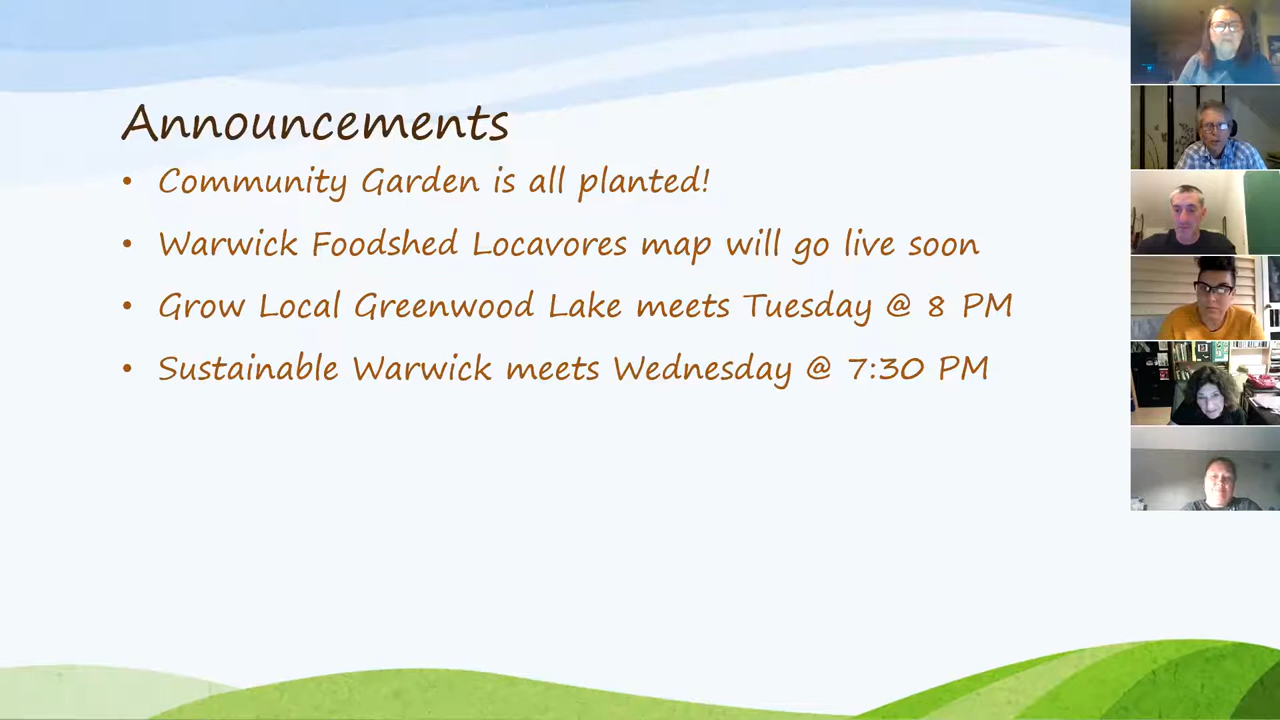 Announcements
• Community Garden is all planted!
• Warwick Foodshed Locavores map will go live soon
• Grow Local Greenwood Lake meets Tuesday @ 8 PM
• Sustainable Warwick meets Wednesday @ 7:30 PM